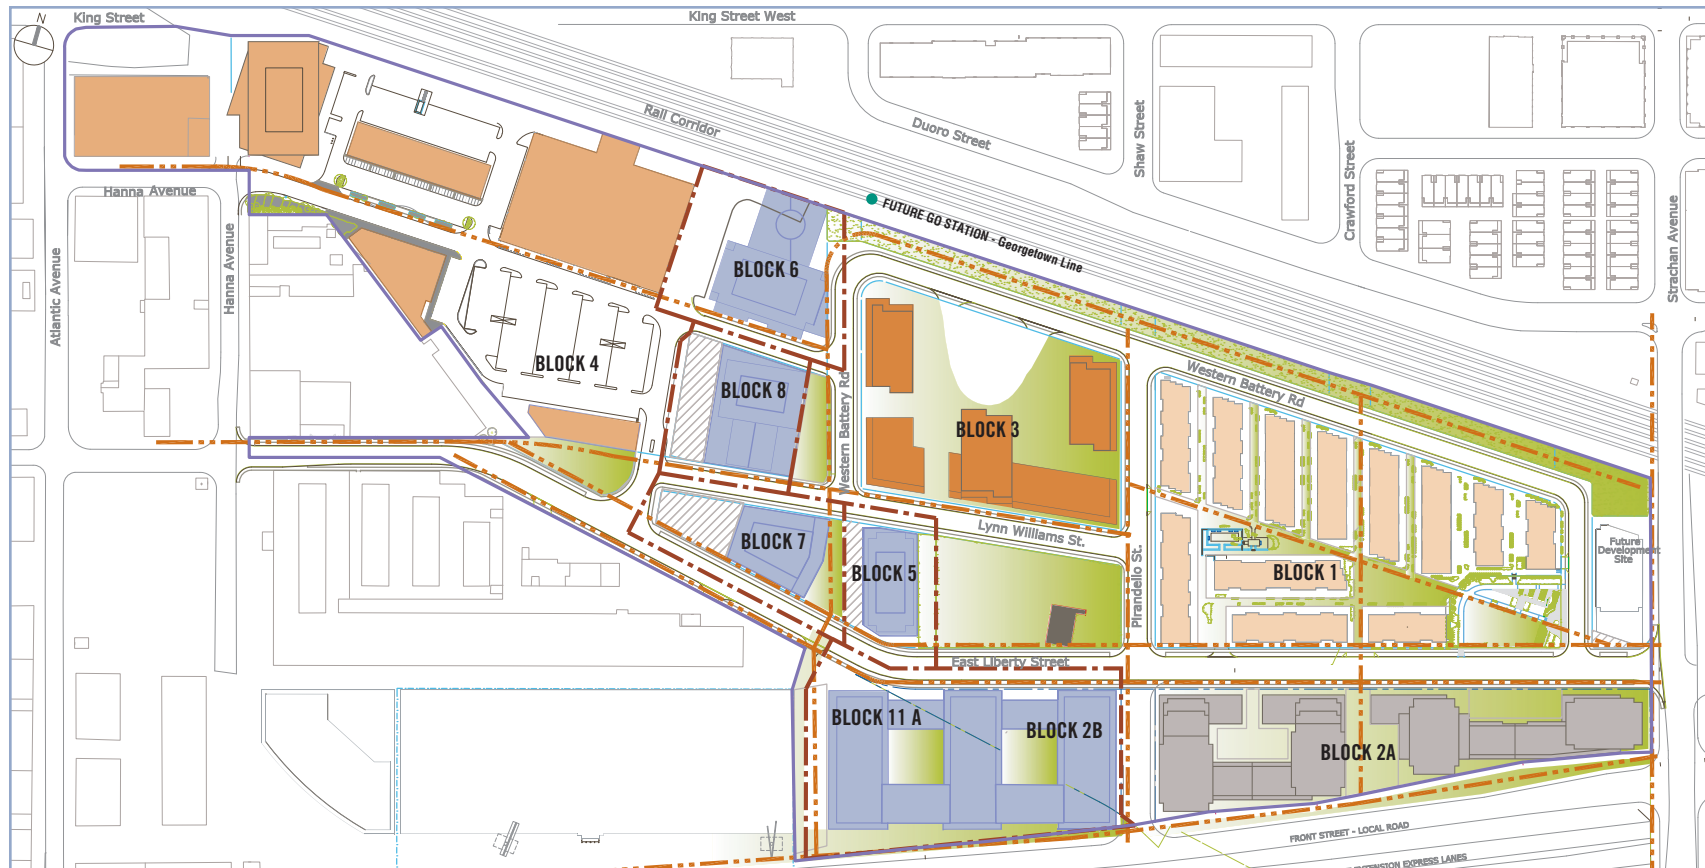 King Street
King Street West
N
Rail Corridor
Duoro Street
Shaw Street
Crawford Street
Strachan Avenue
Hanna Avenue
Hanna Avenue
Atlantic Avenue
FUTURE GO STATION - Georgetown Line
BLOCK 6
BLOCK 4
BLOCK 8
Western Battery Rd
BLOCK 3
Western Battery Rd
Lynn Williams St.
BLOCK 7
BLOCK 5
BLOCK 1
Pirandello St.
Future
Development
Site
East Liberty Street
BLOCK 11 A
BLOCK 2B
BLOCK 2A
FRONT STREET - LOCAL ROAD
EXTENSION EXPRESS LANES